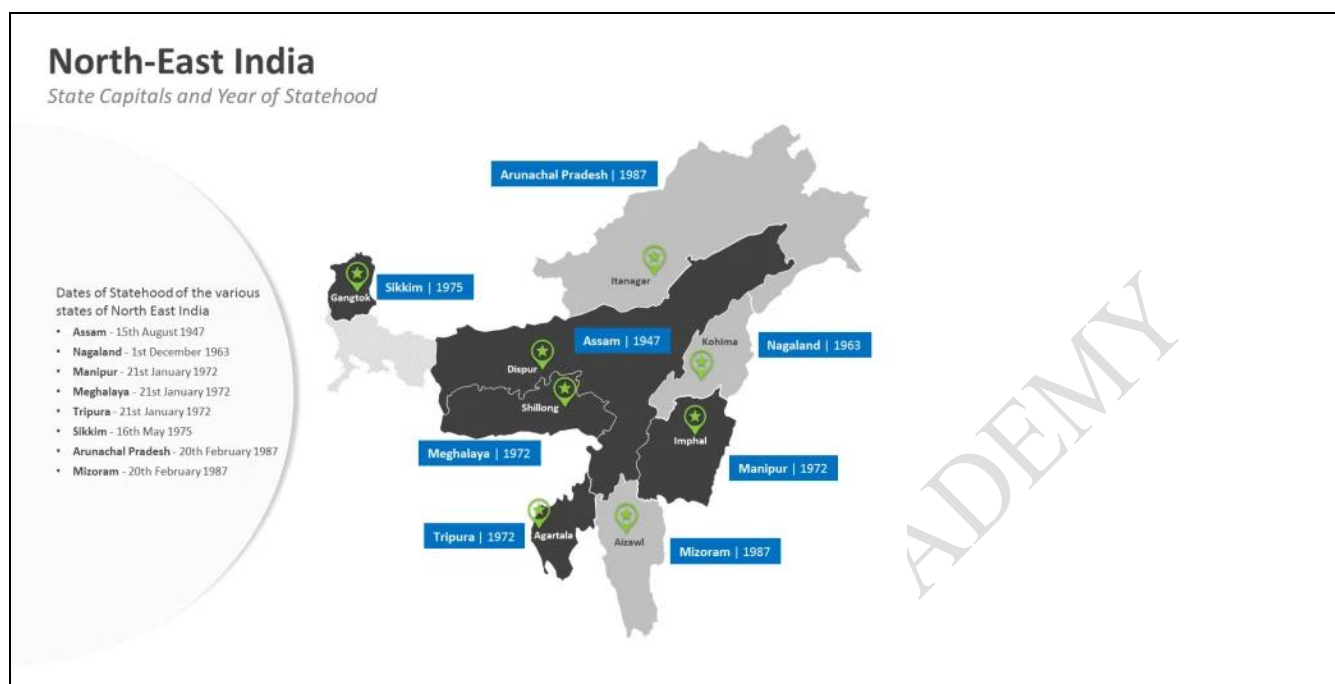 North-East India
State Capitals and Year of Statehood
Arunachal Pradesh | 1987
Itanagar
Gangtok
Sikkim | 1975
Dates of Statehood of the various
states of North East India
• Assam - 15th August 1947
• Nagaland - 1st December 1963
• Manipur - 21st January 1972
• Meghalaya - 21st January 1972
• Tripura - 21st January 1972
• Sikkim - 16th May 1975
• Arunachal Pradesh - 20th February 1987
• Mizoram - 20th February 1987
Assam | 1947
Kohima
Nagaland | 1963
Dispur
Shillong
Imphal
Meghalaya | 1972
Manipur | 1972
Tripura | 1972
Agartala
Aizawl
Mizoram | 1987
ADEMY